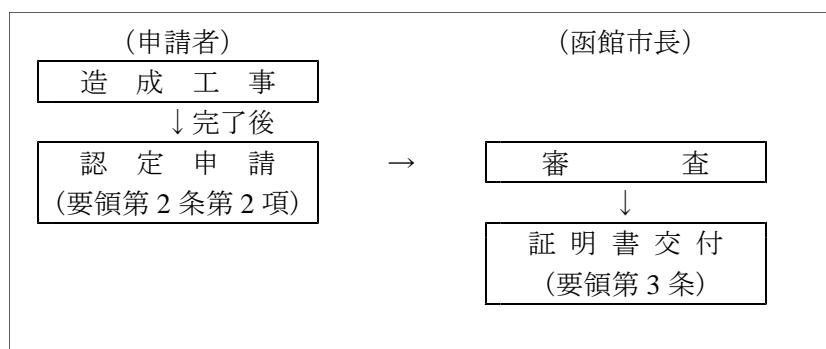 （申請者）
（函館市長）
造成工事
↓完了後
認定申請
（要領第２条第２項）
→
審査
↓
証明書交付
（要領第３条）